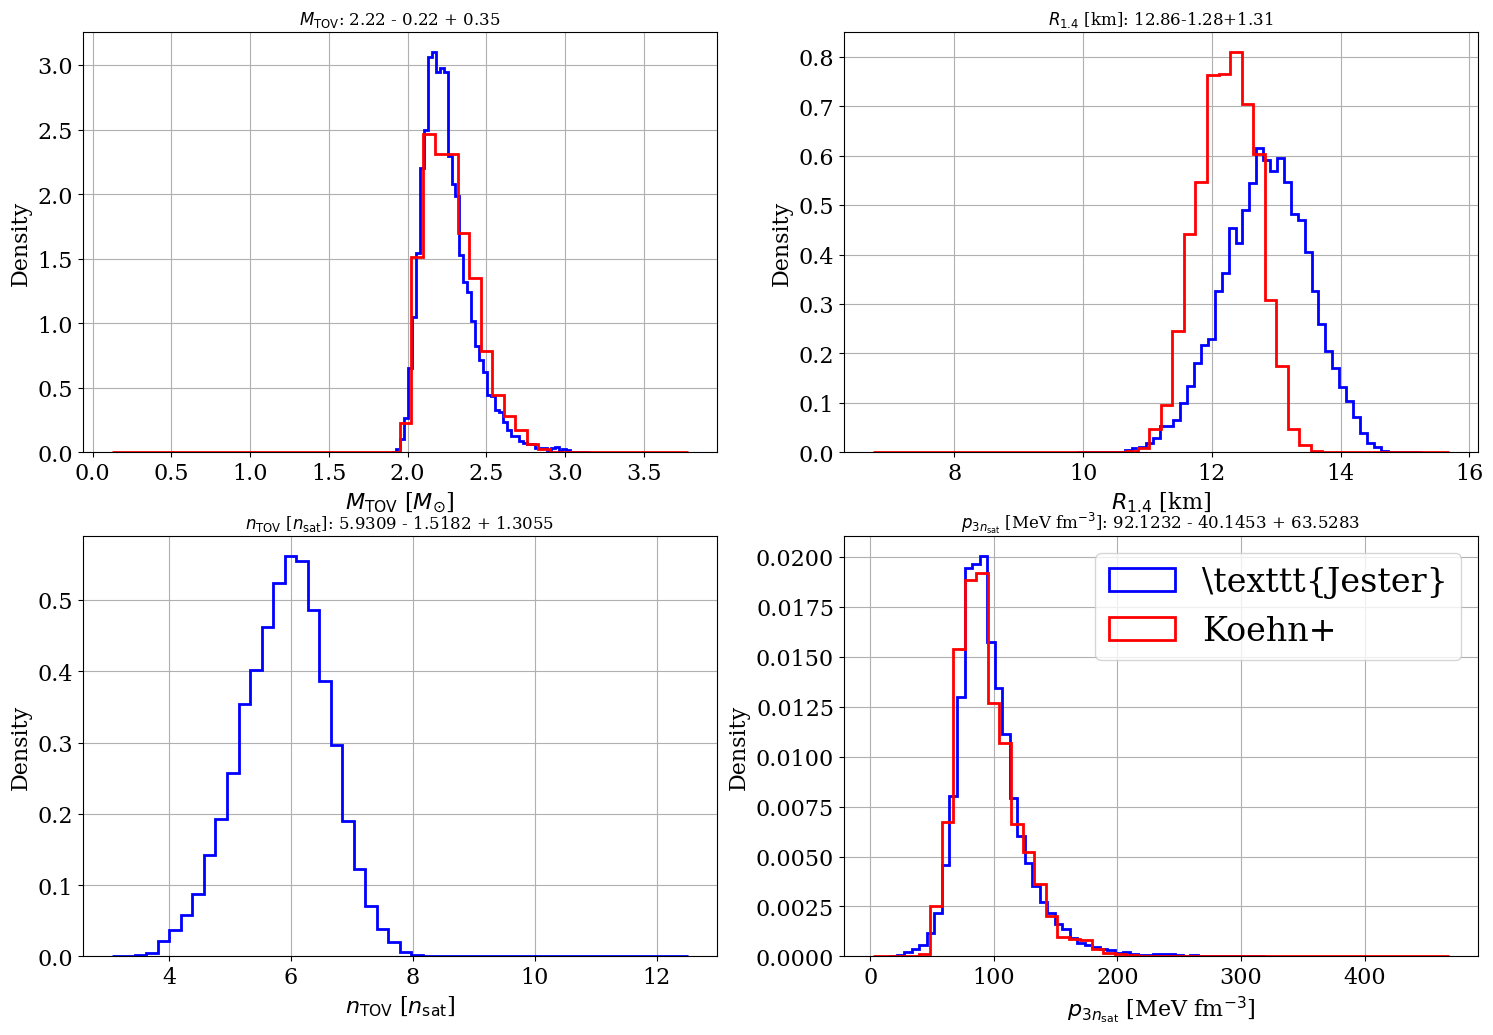 M_TOV: 2.22 - 0.22 + 0.35
Density
3.0
2.5
2.0
1.5
1.0
0.5
0.0
0.0 0.5 1.0 1.5 2.0 2.5 3.0 3.5
M_TOV [M_⊙]
R_1.4 [km]: 12.86-1.28+1.31
Density
0.8
0.7
0.6
0.5
0.4
0.3
0.2
0.1
0.0
8 10 12 14 16
R_1.4 [km]
n_TOV [n_sat]: 5.9309 - 1.5182 + 1.3055
Density
0.5
0.4
0.3
0.2
0.1
0.0
4 6 8 10 12
n_TOV [n_sat]
p_3n_sat [MeV fm⁻³]: 92.1232 - 40.1453 + 63.5283
Density
0.0200
0.0175
0.0150
0.0125
0.0100
0.0075
0.0050
0.0025
0.0000
\texttt{Jester}
Koehn+
0 100 200 300 400
p_3n_sat [MeV fm⁻³]